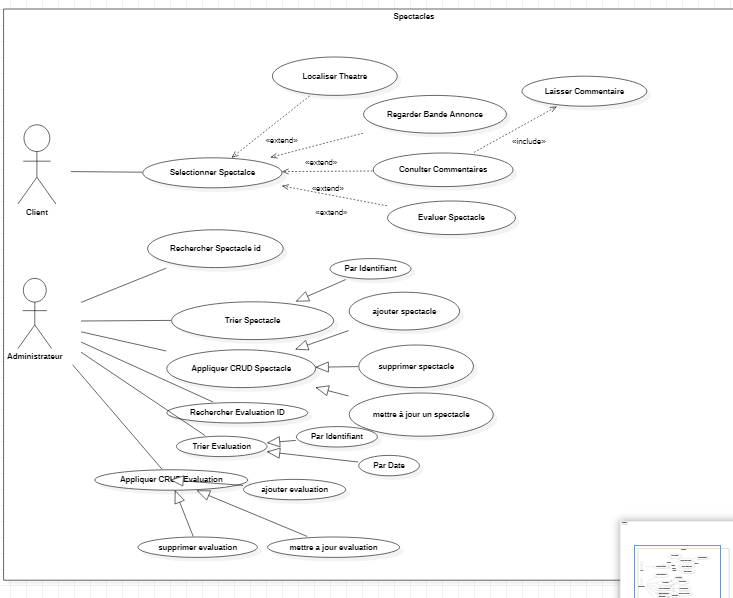 Spectacles
Localiser Theatre
Laisser Commentaire
Regarder Bande Annonce
«extend»
«include»
«extend»
Selectionner Spectalce
Conulter Commentaires
«extend»
Client
«extend»
Evaluer Spectacle
Rechercher Spectacle id
Par Identifiant
ajouter spectacle
Trier Spectacle
Administrateur
Appliquer CRUD Spectacle
supprimer spectacle
Rechercher Evaluation ID
mettre à jour un spectacle
Par Identifiant
Trier Evaluation
Par Date
Appliquer CRUD Evaluation
ajouter evaluation
supprimer evaluation
mettre a jour evaluation